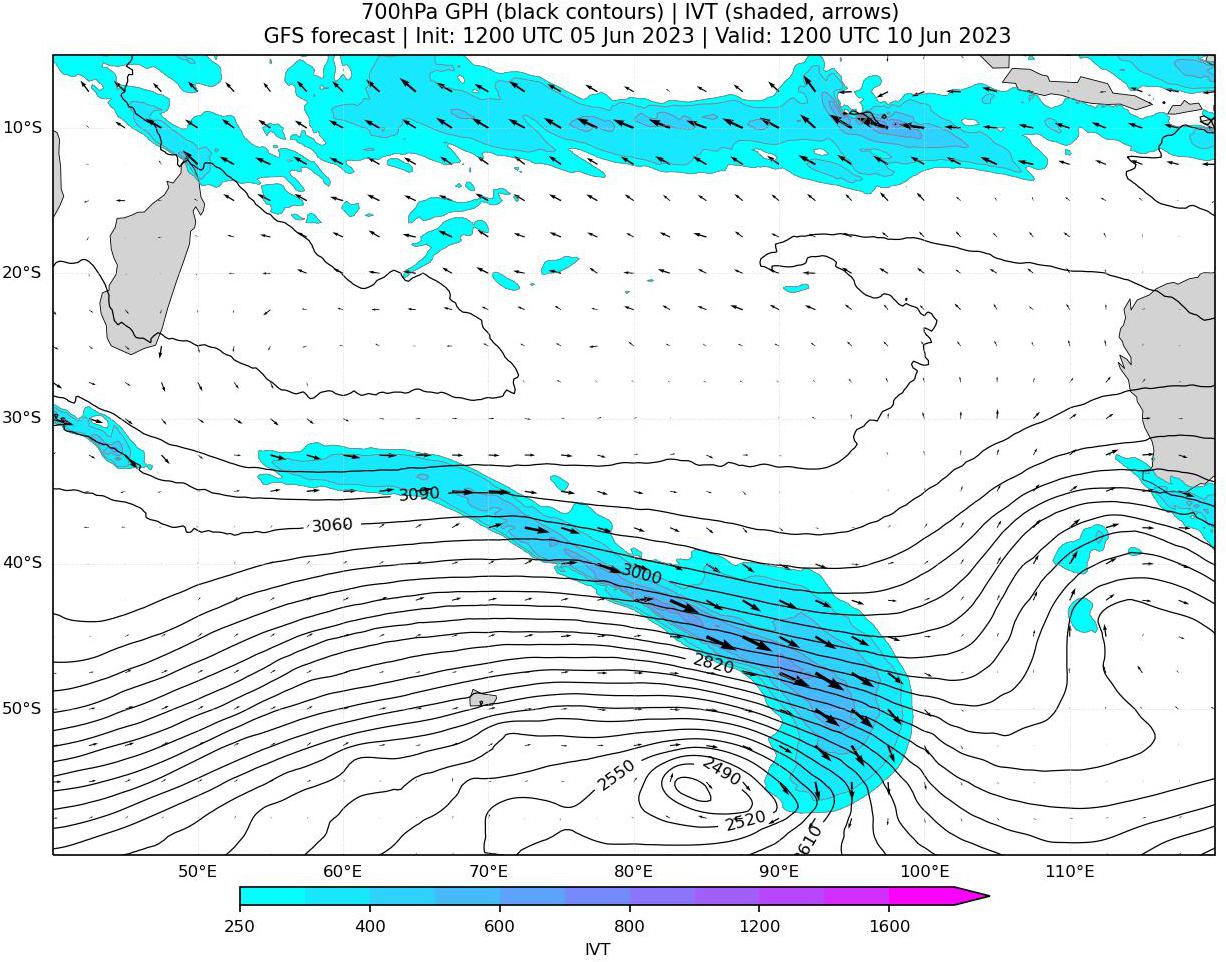 700hPa GPH (black contours) | IVT (shaded, arrows)
GFS forecast | Init: 1200 UTC 05 Jun 2023 | Valid: 1200 UTC 10 Jun 2023
10°S
20°S
30°S
3090
3060
40°S
3000
2820
50°S
2550
2490
2520
610
50°E 60°E 70°E 80°E 90°E 100°E 110°E
250 400 600 800 1200 1600
IVT